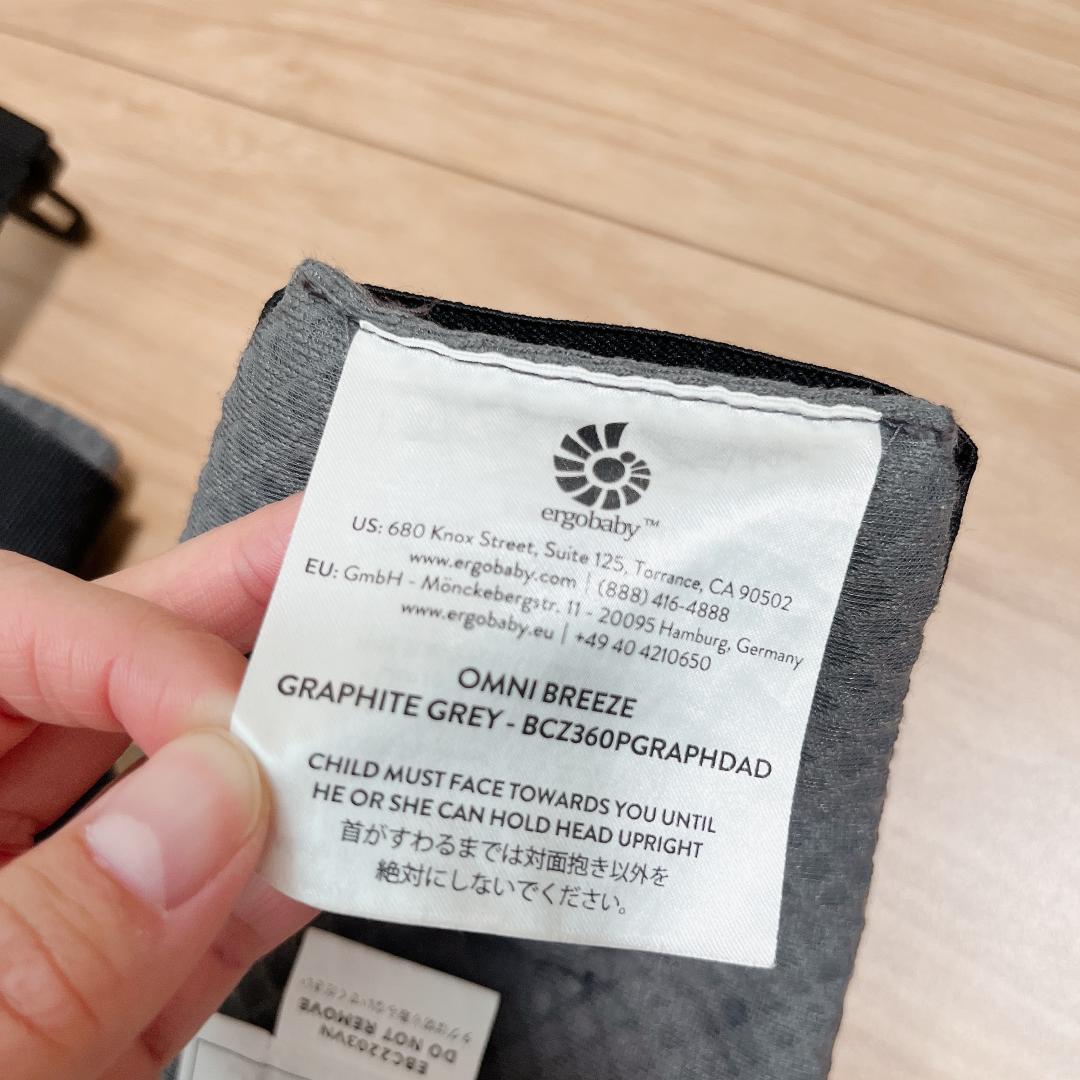 ergobaby™
US: 680 Knox Street, Suite 125, Torrance, CA 90502
www.ergobaby.com | (888) 416-4888
EU: GmbH - Mönckebergstr. 11 - 20095 Hamburg, Germany
www.ergobaby.eu | +49 40 4210650
OMNI BREEZE
GRAPHITE GREY - BCZ360PGRAPHDAD
CHILD MUST FACE TOWARDS YOU UNTIL
HE OR SHE CAN HOLD HEAD UPRIGHT
首がすわるまでは対面抱き以外を
絶対にしないでください。
EBC2203VN
DO NOT REMOVE